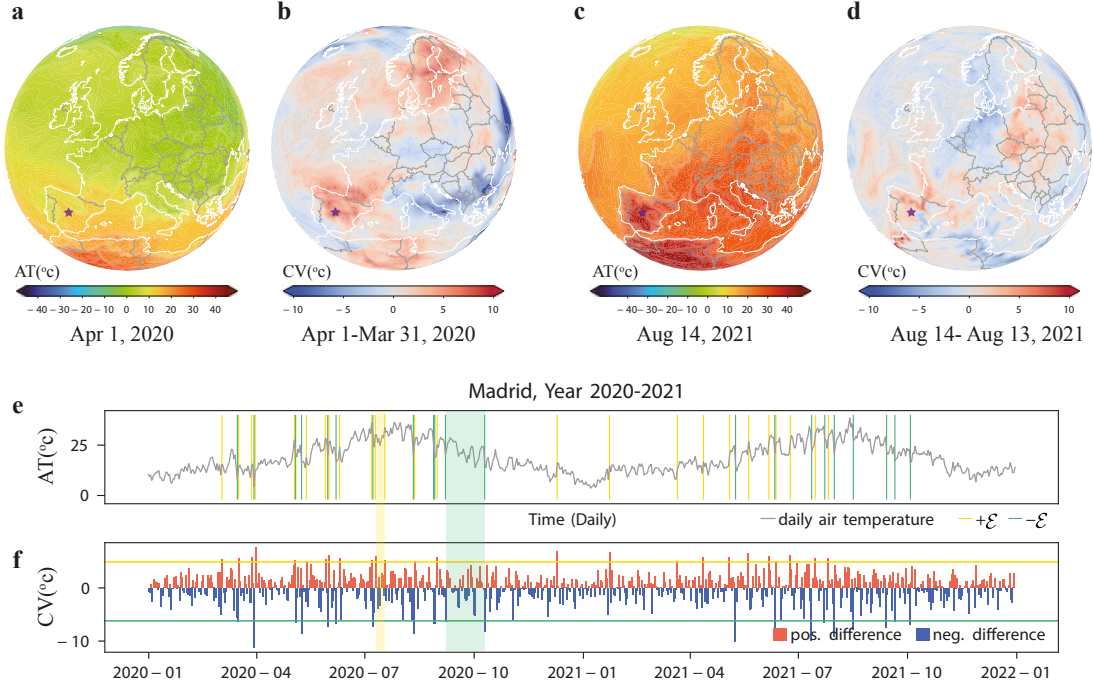 a b c d
AT(°c) CV(°c) AT(°c) CV(°c)
−40 −30 −20 −10 0 10 20 30 40 −10 −5 0 5 10 −40 −30 −20 −10 0 10 20 30 40 −10 −5 0 5 10
Apr 1, 2020 Apr 1-Mar 31, 2020 Aug 14, 2021 Aug 14- Aug 13, 2021
Madrid, Year 2020-2021
e
AT(°c)
25
0
Time (Daily) daily air temperature +ℰ −ℰ
f
CV(°c)
0
−10
pos. difference neg. difference
2020−01 2020−04 2020−07 2020−10 2021−01 2021−04 2021−07 2021−10 2022−01